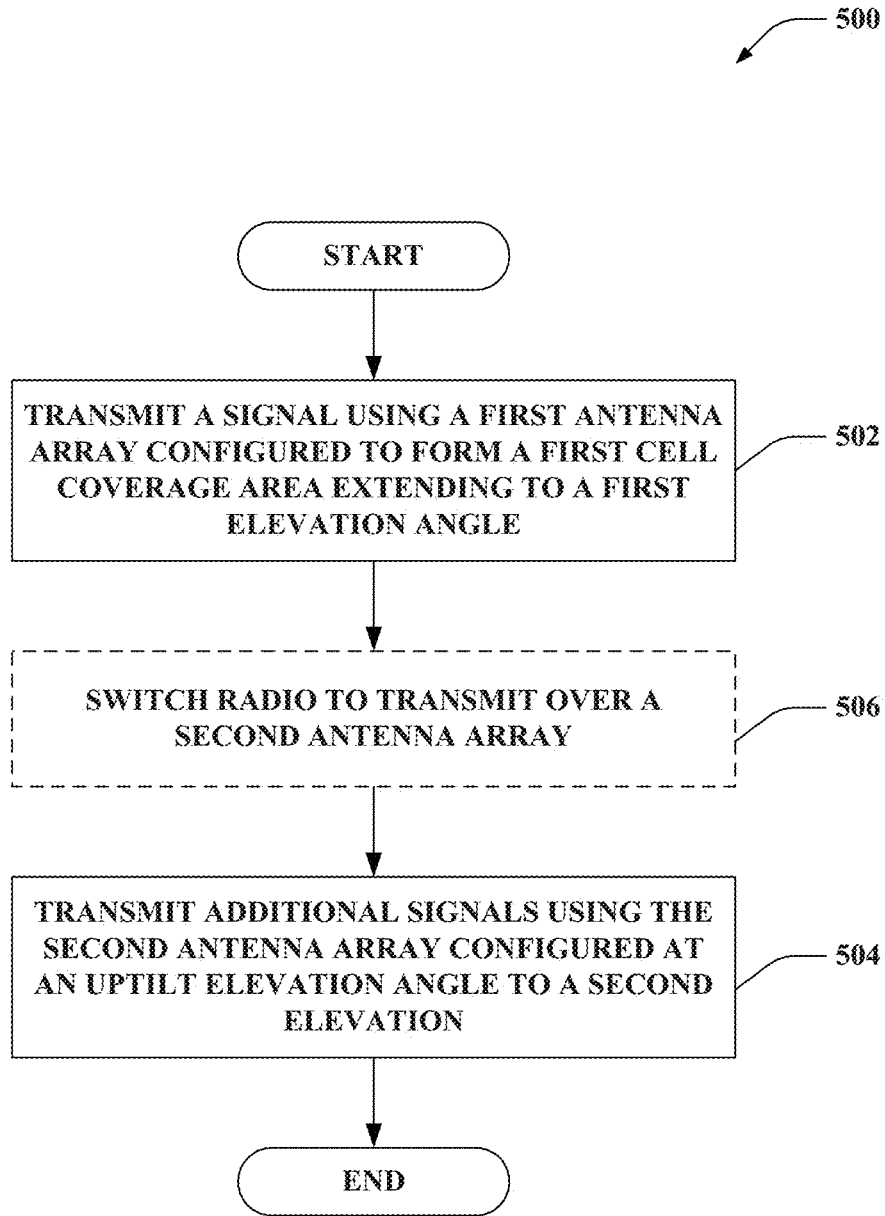 500
START
TRANSMIT A SIGNAL USING A FIRST ANTENNA
ARRAY CONFIGURED TO FORM A FIRST CELL
COVERAGE AREA EXTENDING TO A FIRST
ELEVATION ANGLE
502
SWITCH RADIO TO TRANSMIT OVER A
SECOND ANTENNA ARRAY
506
TRANSMIT ADDITIONAL SIGNALS USING THE
SECOND ANTENNA ARRAY CONFIGURED AT
AN UPTILT ELEVATION ANGLE TO A SECOND
ELEVATION
504
END